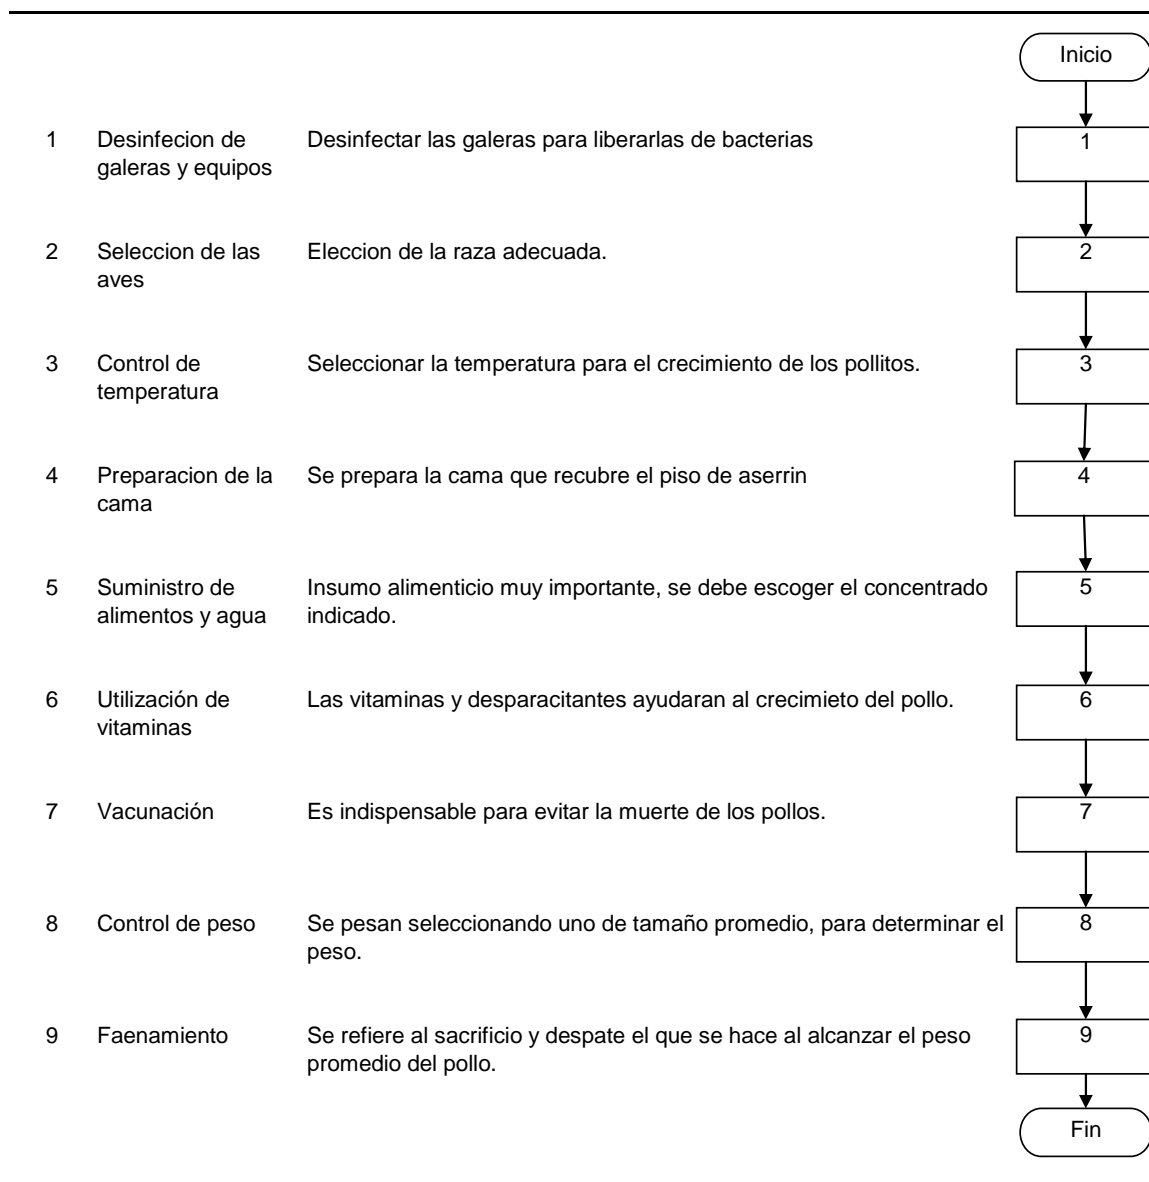 Inicio
1 Desinfecion de galeras y equipos Desinfectar las galeras para liberarlas de bacterias 1
2 Seleccion de las aves Eleccion de la raza adecuada. 2
3 Control de temperatura Seleccionar la temperatura para el crecimiento de los pollitos. 3
4 Preparacion de la cama Se prepara la cama que recubre el piso de aserrin 4
5 Suministro de alimentos y agua Insumo alimenticio muy importante, se debe escoger el concentrado indicado. 5
6 Utilización de vitaminas Las vitaminas y desparacitantes ayudaran al crecimieto del pollo. 6
7 Vacunación Es indispensable para evitar la muerte de los pollos. 7
8 Control de peso Se pesan seleccionando uno de tamaño promedio, para determinar el peso. 8
9 Faenamiento Se refiere al sacrificio y despate el que se hace al alcanzar el peso promedio del pollo. 9
Fin